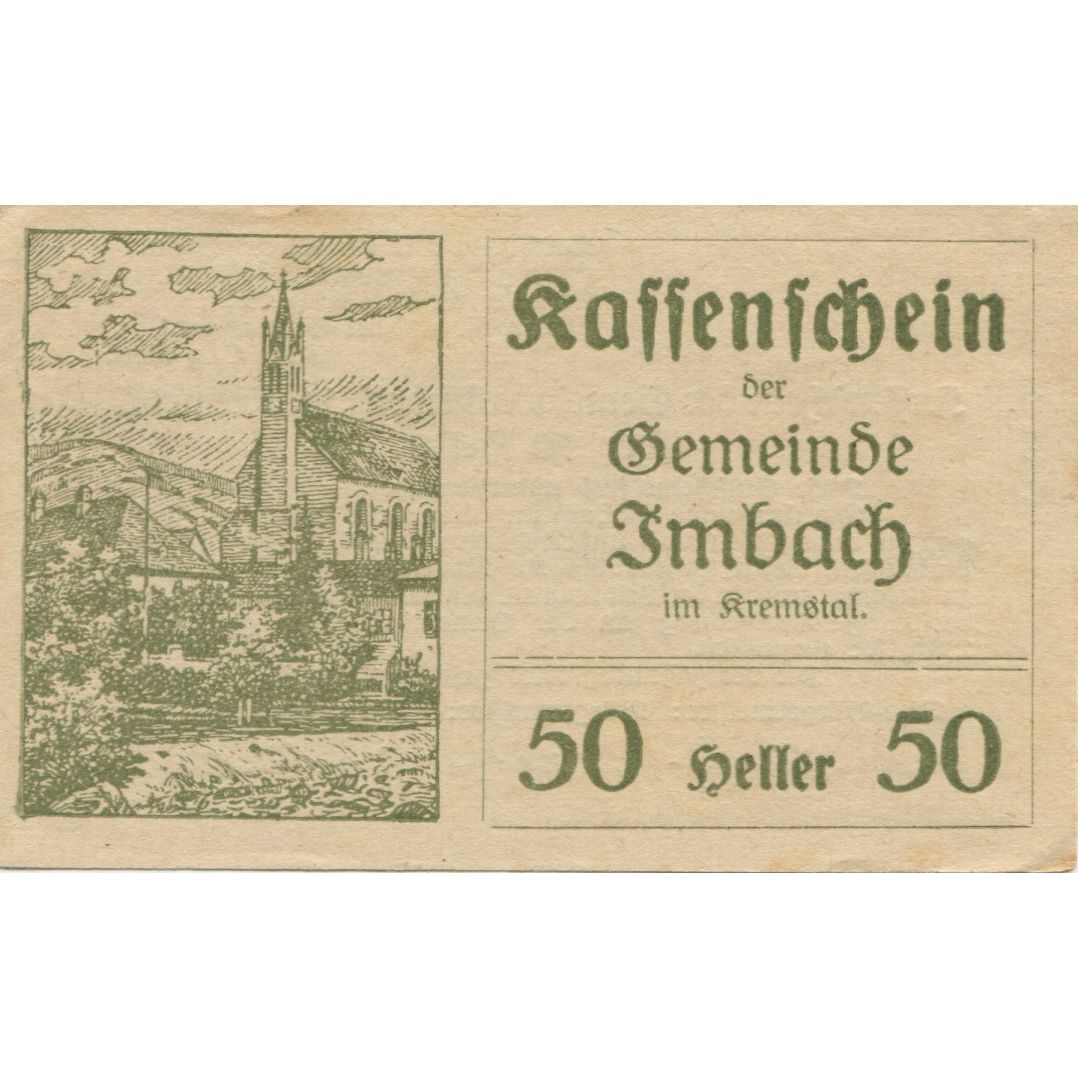 Kassenschein
der
Gemeinde
Imbach
im Kremstal.
50 Heller 50